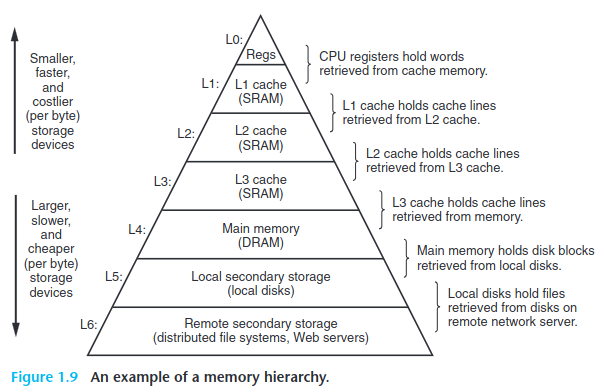 L0:
Regs
CPU registers hold words
retrieved from cache memory.
Smaller,
faster,
and
costlier
(per byte)
storage
devices
L1:
L1 cache
(SRAM)
L1 cache holds cache lines
retrieved from L2 cache.
L2:
L2 cache
(SRAM)
L2 cache holds cache lines
retrieved from L3 cache.
L3:
L3 cache
(SRAM)
L3 cache holds cache lines
retrieved from memory.
Larger,
slower,
and
cheaper
(per byte)
storage
devices
L4:
Main memory
(DRAM)
Main memory holds disk blocks
retrieved from local disks.
L5:
Local secondary storage
(local disks)
Local disks hold files
retrieved from disks on
remote network server.
L6:
Remote secondary storage
(distributed file systems, Web servers)
Figure 1.9 An example of a memory hierarchy.